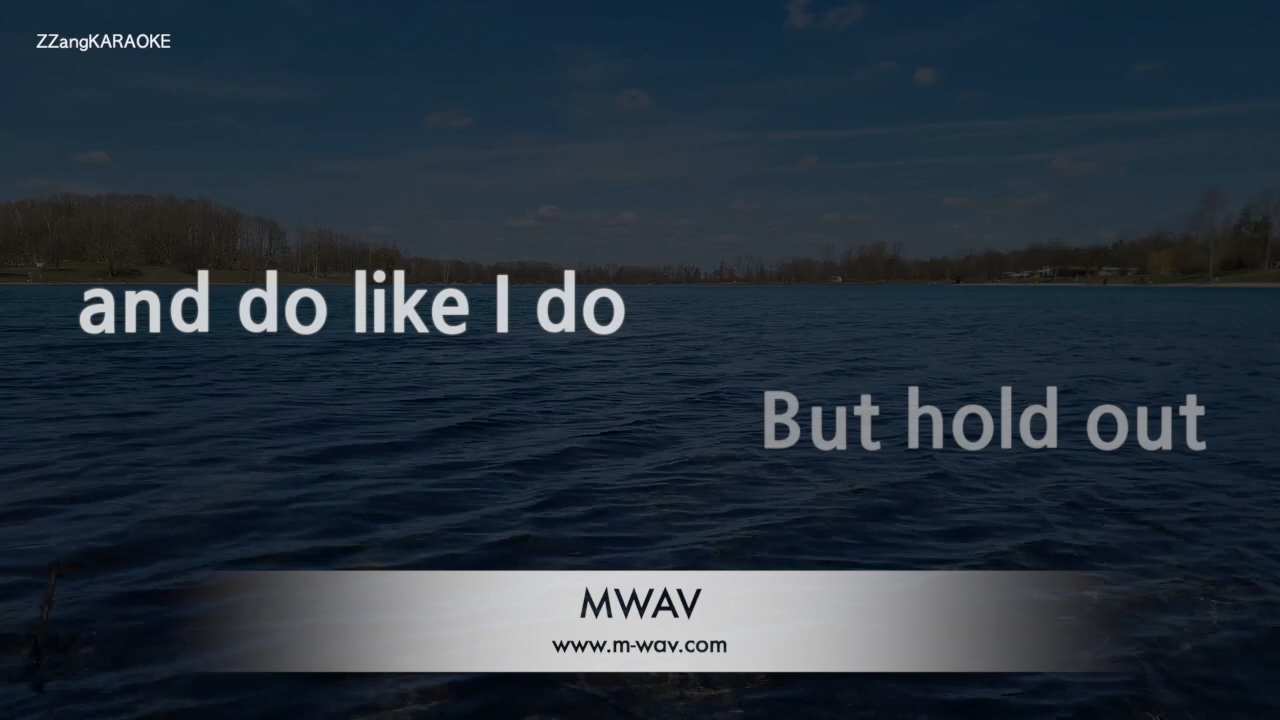 ZZangKARAOKE
and do like I do
But hold out
MWAV
www.m-wav.com